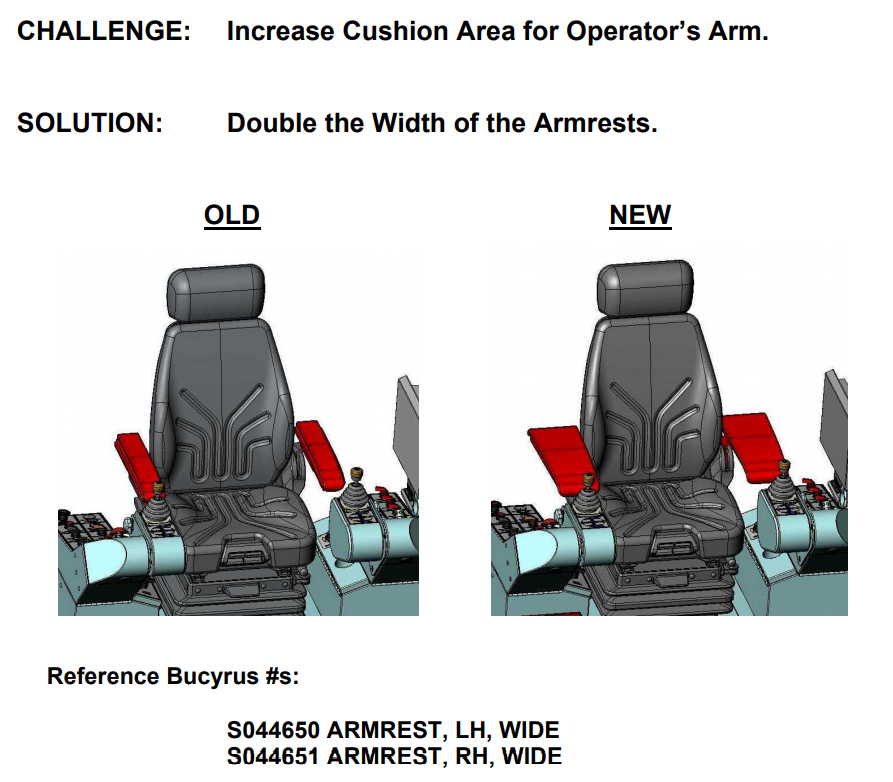 CHALLENGE: Increase Cushion Area for Operator’s Arm.
SOLUTION: Double the Width of the Armrests.
OLD NEW
Reference Bucyrus #s:
S044650 ARMREST, LH, WIDE
S044651 ARMREST, RH, WIDE